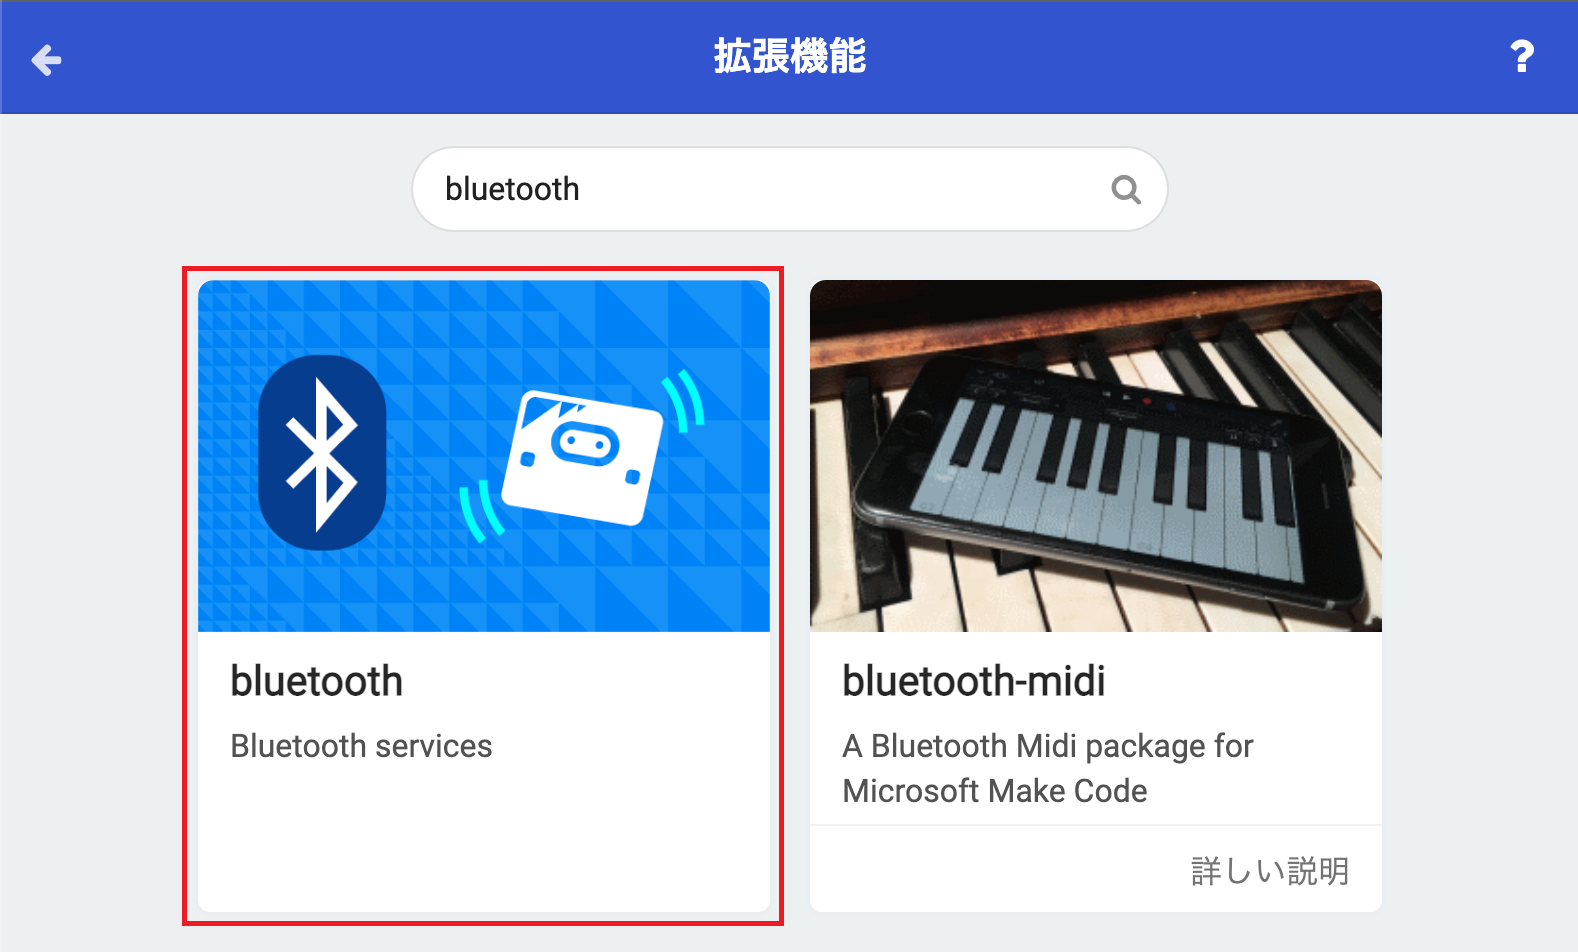 拡張機能
?
bluetooth
bluetooth
Bluetooth services
bluetooth-midi
A Bluetooth Midi package for
Microsoft Make Code
詳しい説明